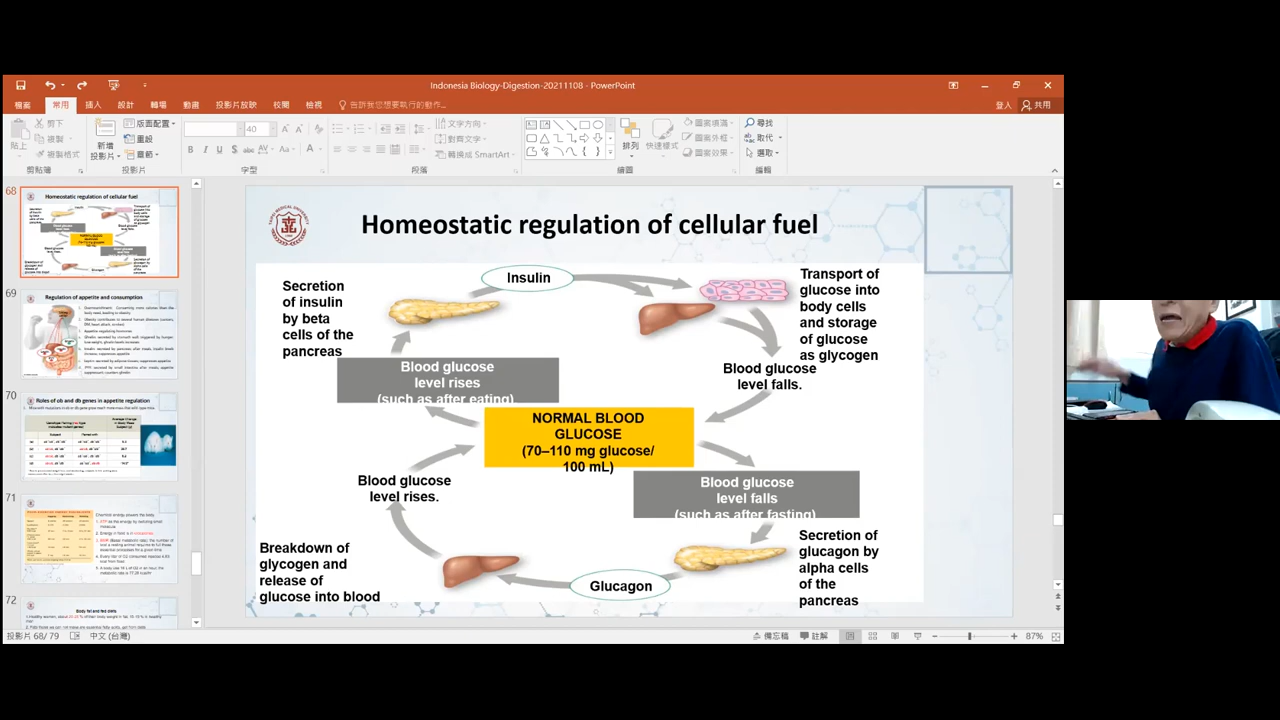 Indonesia Biology-Digestion-20211108 - PowerPoint
檔案 常用 插入 設計 轉場 動畫 投影片放映 校閱 檢視 告訴我您想要執行的動作...
登入 共用
貼上
剪下
複製
複製格式
剪貼簿
新增
投影片
版面配置
重設
章節
投影片
40
字型
文字方向
對齊文字
轉換成 SmartArt
段落
排列
快速樣式
圖案填滿
圖案外框
圖案效果
繪圖
尋找
取代
選取
編輯
68
Homeostatic regulation of cellular fuel
69
Regulation of appetite and consumption
70
Roles of ob and db genes in appetite regulation
71
72
Homeostatic regulation of cellular fuel
Insulin
Secretion
of insulin
by beta
cells of the
pancreas
Transport of
glucose into
body cells
and storage
of glucose
as glycogen
Blood glucose
level rises
(such as after eating)
Blood glucose
level falls.
NORMAL BLOOD
GLUCOSE
(70–110 mg glucose/
100 mL)
Blood glucose
level rises.
Blood glucose
level falls
(such as after fasting)
Breakdown of
glycogen and
release of
glucose into blood
Glucagon
Secretion of
glucagon by
alpha cells
of the
pancreas
投影片 68/ 79 中文 (台灣)
備忘稿 註解 87%